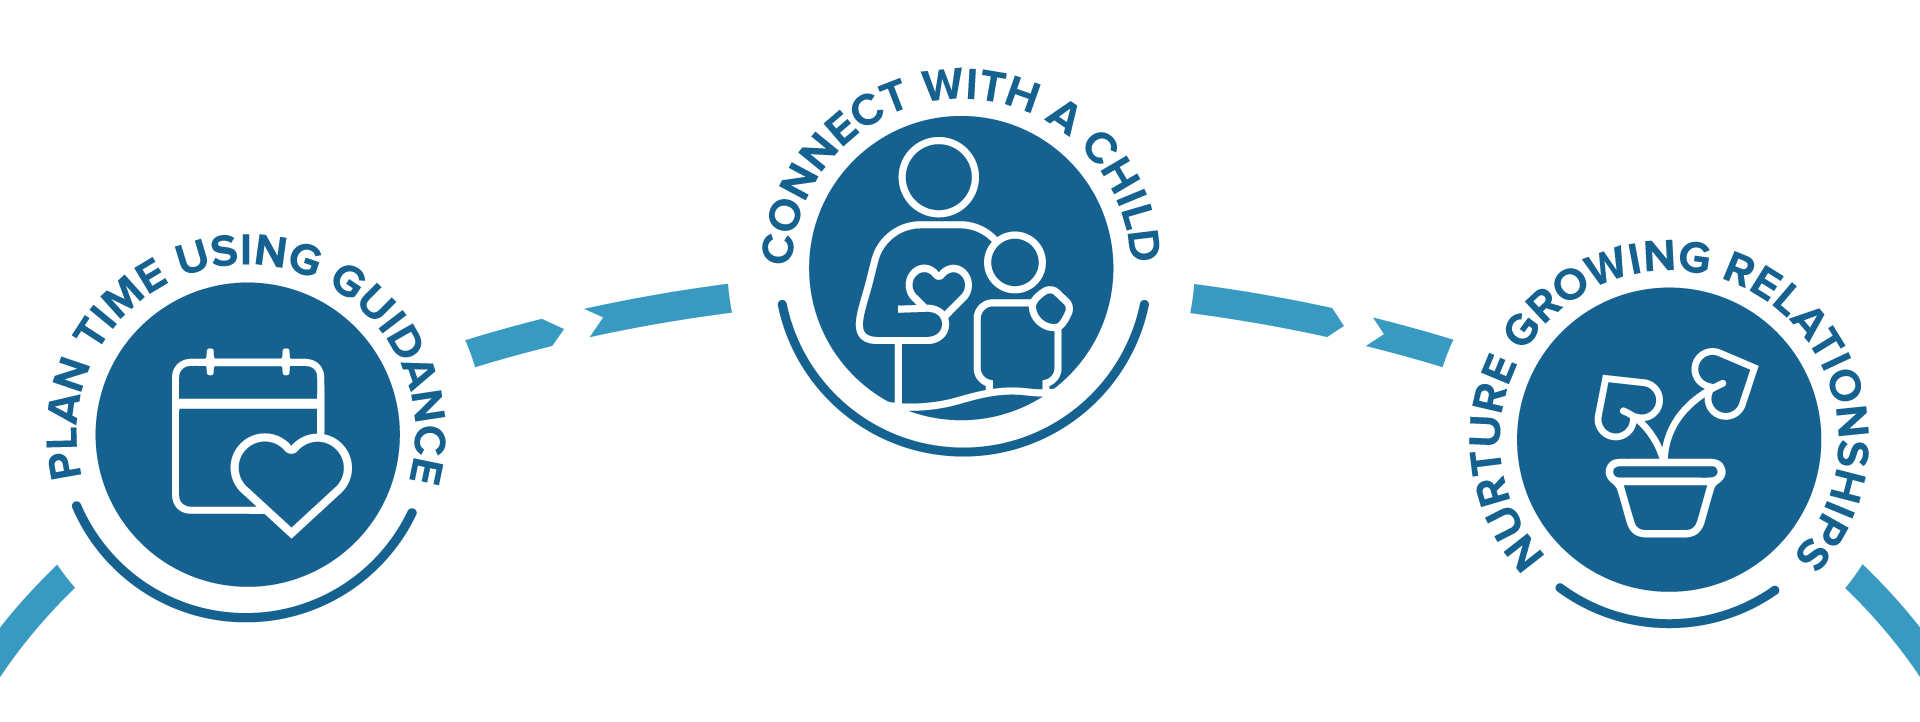 PLAN TIME USING GUIDANCE
CONNECT WITH A CHILD
NURTURE GROWING RELATIONSHIPS